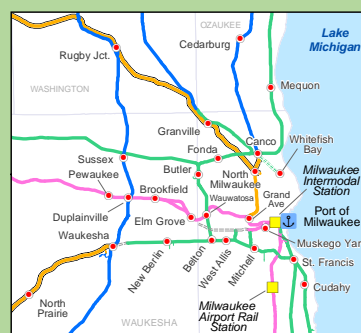 OZAUKEE
Lake
Michigan
Cedarburg
Rugby Jct.
WASHINGTON
Mequon
Granville
Canco
Whitefish
Bay
Fonda
Sussex
Butler
Pewaukee
North
Milwaukee
Milwaukee
Intermodal
Station
Brookfield
Wauwatosa
Grand
Ave
Duplainville
Elm Grove
Port of
Milwaukee
Waukesha
Muskego Yar
New Berlin
Belton
West Allis
Mitchell
St. Francis
Cudahy
North
Prairie
Milwaukee
Airport Rail
Station
WAUKESHA